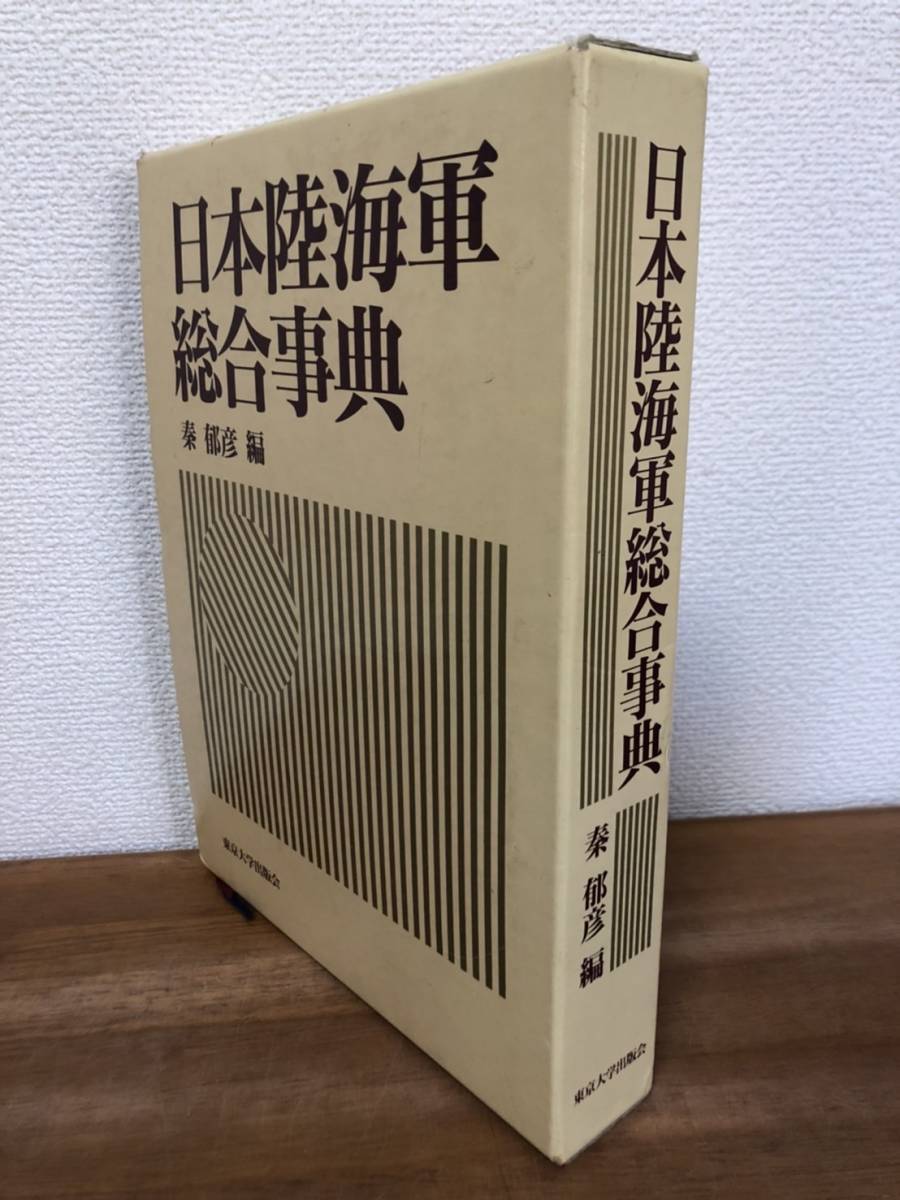 日本陸海軍
総合事典
秦 郁彦 編
東京大学出版会
日本陸海軍総合事典
秦 郁彦 編
東京大学出版会